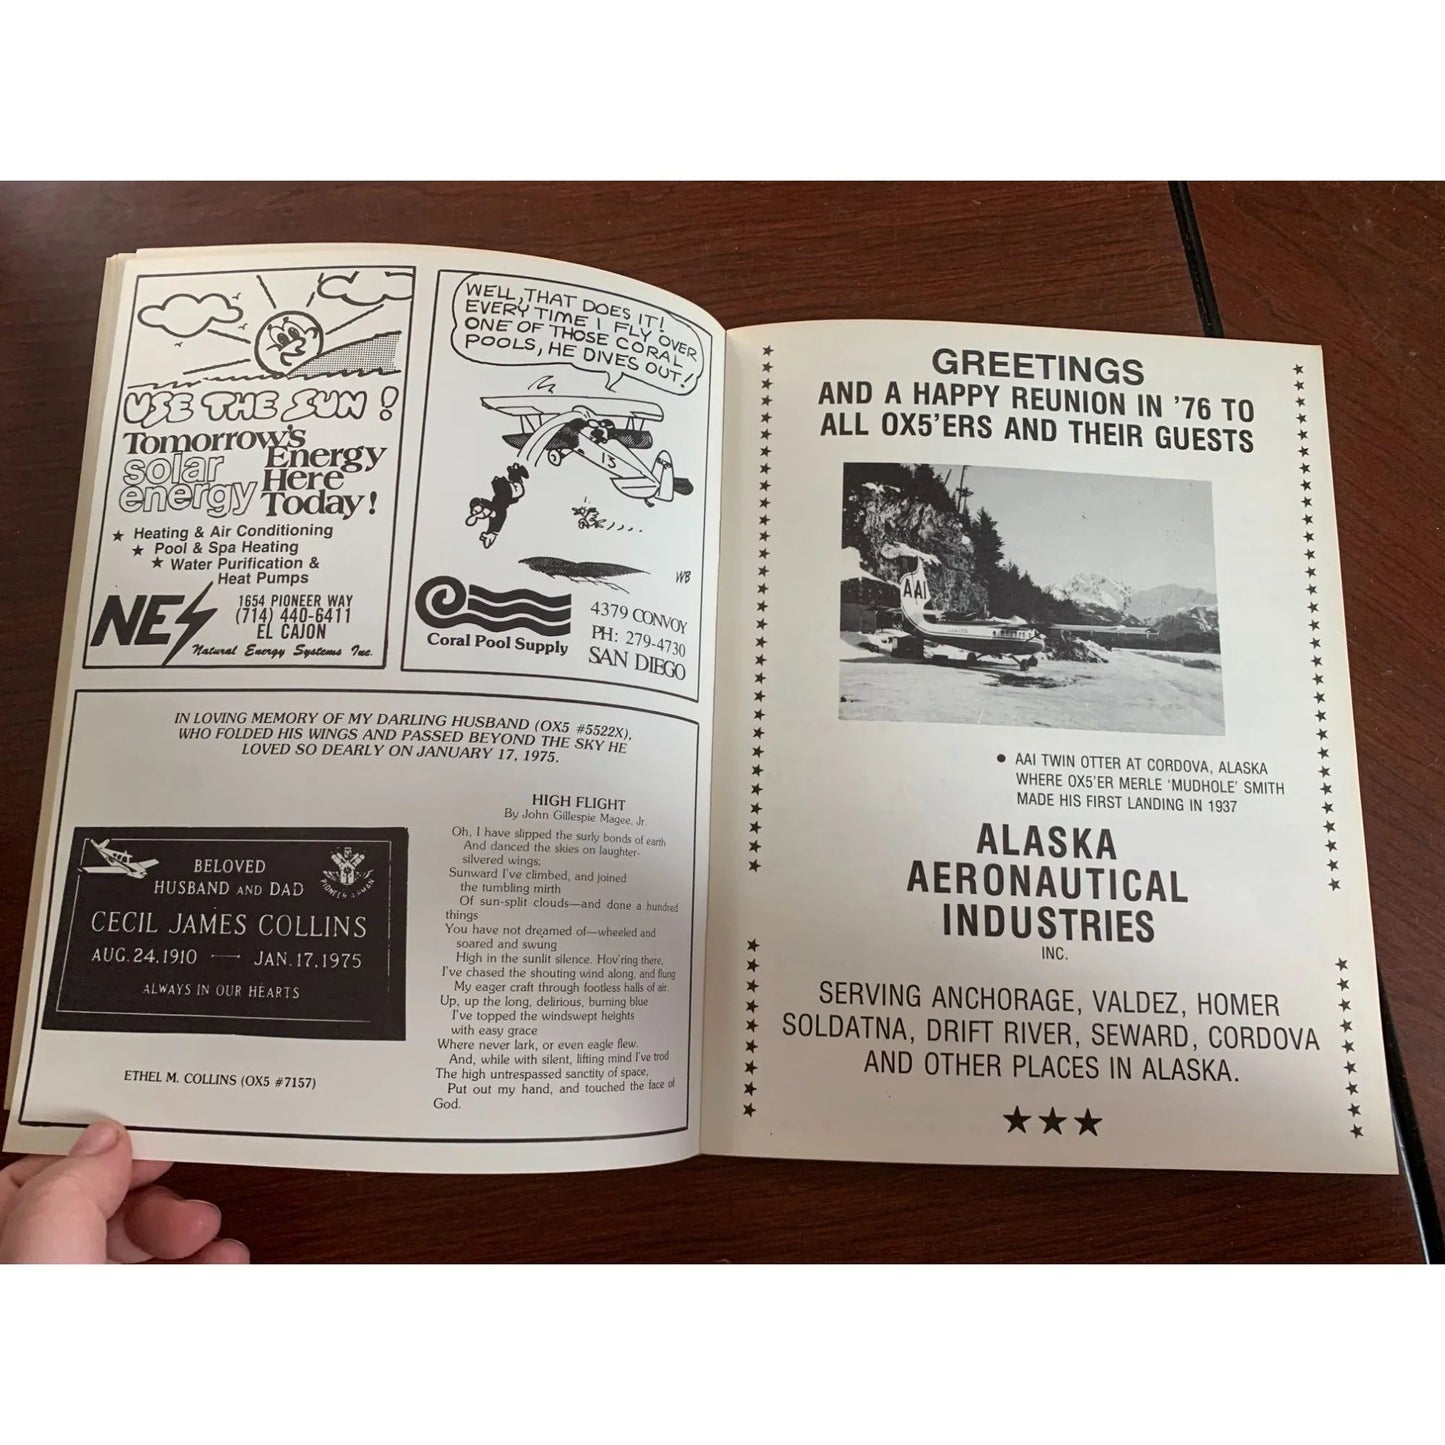 USE THE SUN!
Tomorrow's
solar Energy
energy Here
Today!
★ Heating & Air Conditioning
★ Pool & Spa Heating
★ Water Purification &
Heat Pumps
NES
1654 PIONEER WAY
(714) 440-6411
EL CAJON
Natural Energy Systems Inc.
WELL, THAT DOES IT!
EVERY TIME I FLY OVER
ONE OF THOSE CORAL
POOLS, HE DIVES OUT!
13
WB
Coral Pool Supply
4379 CONVOY
PH: 279-4730
SAN DIEGO
IN LOVING MEMORY OF MY DARLING HUSBAND (OX5 #5522X),
WHO FOLDED HIS WINGS AND PASSED BEYOND THE SKY HE
LOVED SO DEARLY ON JANUARY 17, 1975.
BELOVED
HUSBAND AND DAD
CECIL JAMES COLLINS
AUG. 24, 1910 — JAN. 17, 1975
ALWAYS IN OUR HEARTS
ETHEL M. COLLINS (OX5 #7157)
HIGH FLIGHT
By John Gillespie Magee, Jr.
Oh, I have slipped the surly bonds of earth
And danced the skies on laughter-
silvered wings;
Sunward I've climbed, and joined
the tumbling mirth
Of sun-split clouds—and done a hundred
things
You have not dreamed of—wheeled and
soared and swung
High in the sunlit silence. Hov'ring there,
I've chased the shouting wind along, and flung
My eager craft through footless halls of air.
Up, up the long, delirious, burning blue
I've topped the windswept heights
with easy grace
Where never lark, or even eagle flew.
And, while with silent, lifting mind I've trod
The high untrespassed sanctity of space,
Put out my hand, and touched the face of
God.
GREETINGS
AND A HAPPY REUNION IN '76 TO
ALL OX5'ERS AND THEIR GUESTS
AAI
● AAI TWIN OTTER AT CORDOVA, ALASKA
WHERE OX5'ER MERLE 'MUDHOLE' SMITH
MADE HIS FIRST LANDING IN 1937
ALASKA
AERONAUTICAL
INDUSTRIES
INC.
SERVING ANCHORAGE, VALDEZ, HOMER
SOLDATNA, DRIFT RIVER, SEWARD, CORDOVA
AND OTHER PLACES IN ALASKA.
★★★